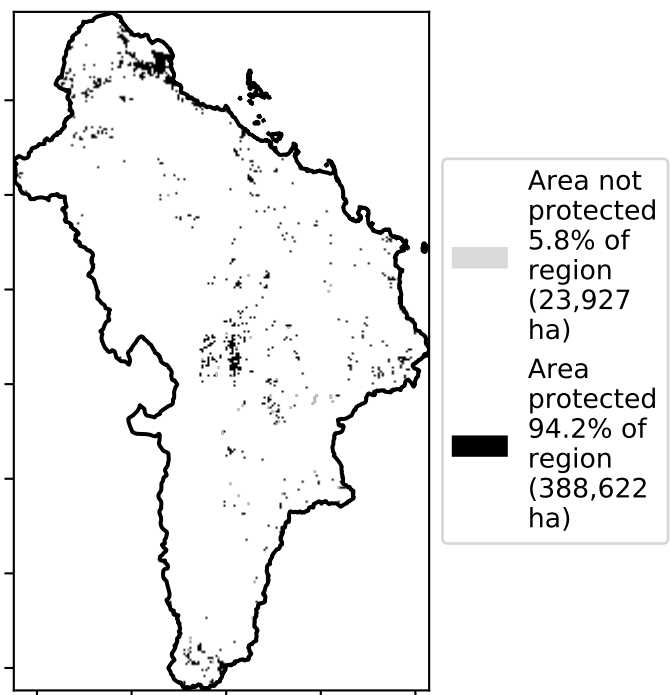 Area not
protected
5.8% of
region
(23,927
ha)
Area
protected
94.2% of
region
(388,622
ha)